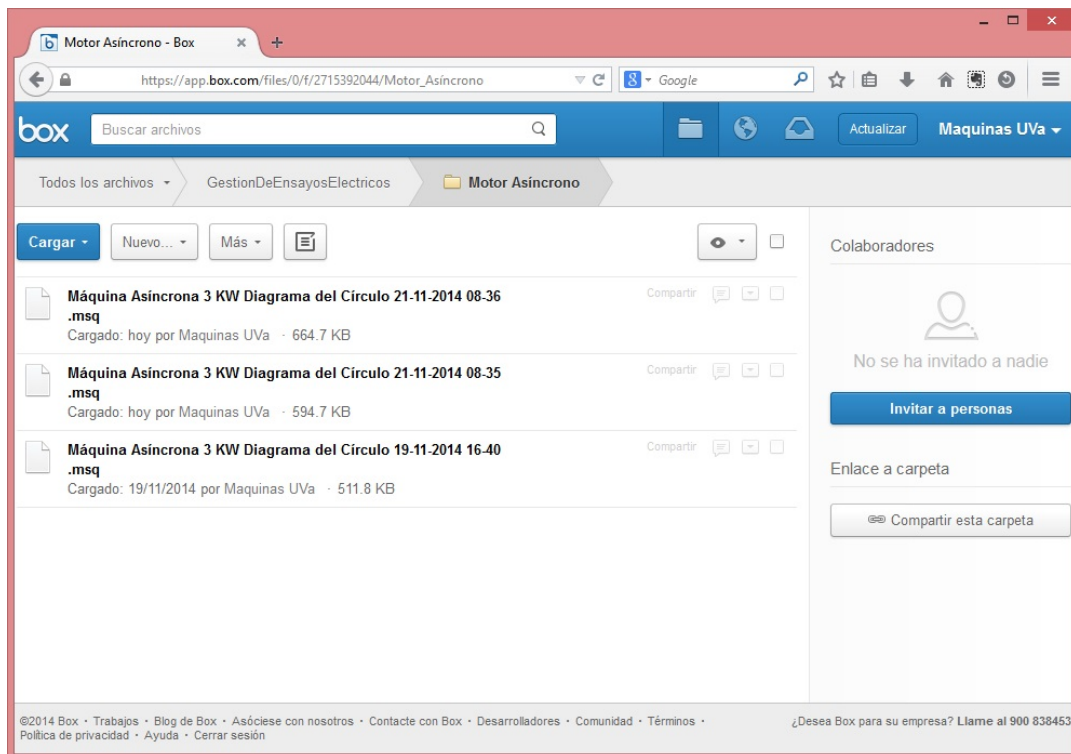 Motor Asíncrono - Box
https://app.box.com/files/0/f/2715392044/Motor_Asíncrono
Google
box
Buscar archivos
Actualizar
Maquinas UVa
Todos los archivos
GestionDeEnsayosElectricos
Motor Asíncrono
Cargar
Nuevo...
Más
Máquina Asíncrona 3 KW Diagrama del Círculo 21-11-2014 08-36
.msq
Cargado: hoy por Maquinas UVa · 664.7 KB
Compartir
Máquina Asíncrona 3 KW Diagrama del Círculo 21-11-2014 08-35
.msq
Cargado: hoy por Maquinas UVa · 594.7 KB
Compartir
Máquina Asíncrona 3 KW Diagrama del Círculo 19-11-2014 16-40
.msq
Cargado: 19/11/2014 por Maquinas UVa · 511.8 KB
Compartir
Colaboradores
No se ha invitado a nadie
Invitar a personas
Enlace a carpeta
Compartir esta carpeta
©2014 Box · Trabajos · Blog de Box · Asóciese con nosotros · Contacte con Box · Desarrolladores · Comunidad · Términos ·
Política de privacidad · Ayuda · Cerrar sesión
¿Desea Box para su empresa? Llame al 900 838453